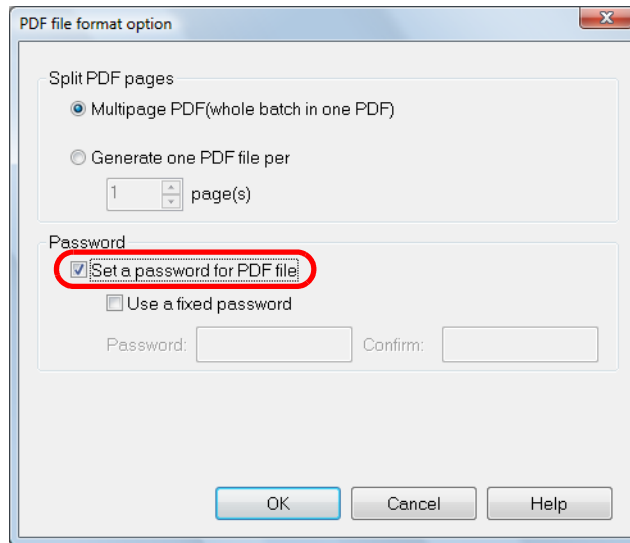 PDF file format option
Split PDF pages
Multipage PDF(whole batch in one PDF)
Generate one PDF file per
1 page(s)
Password
Set a password for PDF file
Use a fixed password
Password: Confirm:
OK Cancel Help